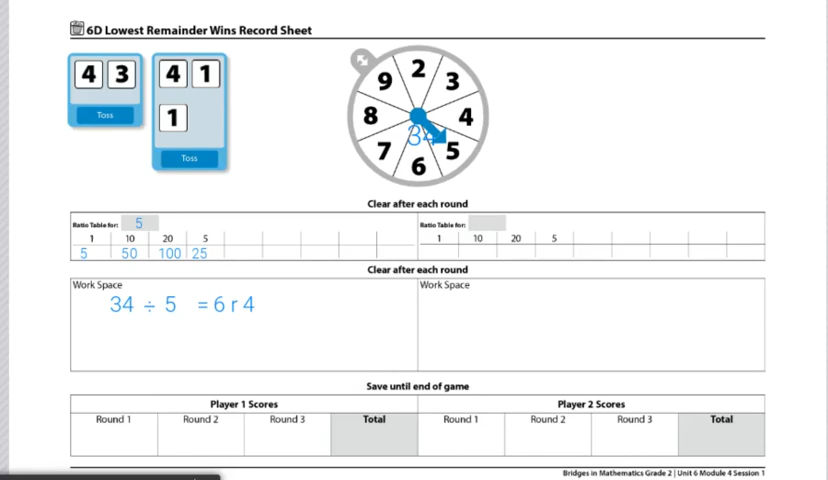 6D Lowest Remainder Wins Record Sheet
4 3
Toss
4 1
1
Toss
2
3
4
5
6
7
8
9
34
Clear after each round
Ratio Table for: 5
1 10 20 5
5 50 100 25
Ratio Table for:
1 10 20 5
Clear after each round
Work Space
34 ÷ 5 = 6 r 4
Work Space
Save until end of game
Player 1 Scores Player 2 Scores
Round 1 Round 2 Round 3 Total Round 1 Round 2 Round 3 Total
Bridges in Mathematics Grade 2 | Unit 6 Module 4 Session 1